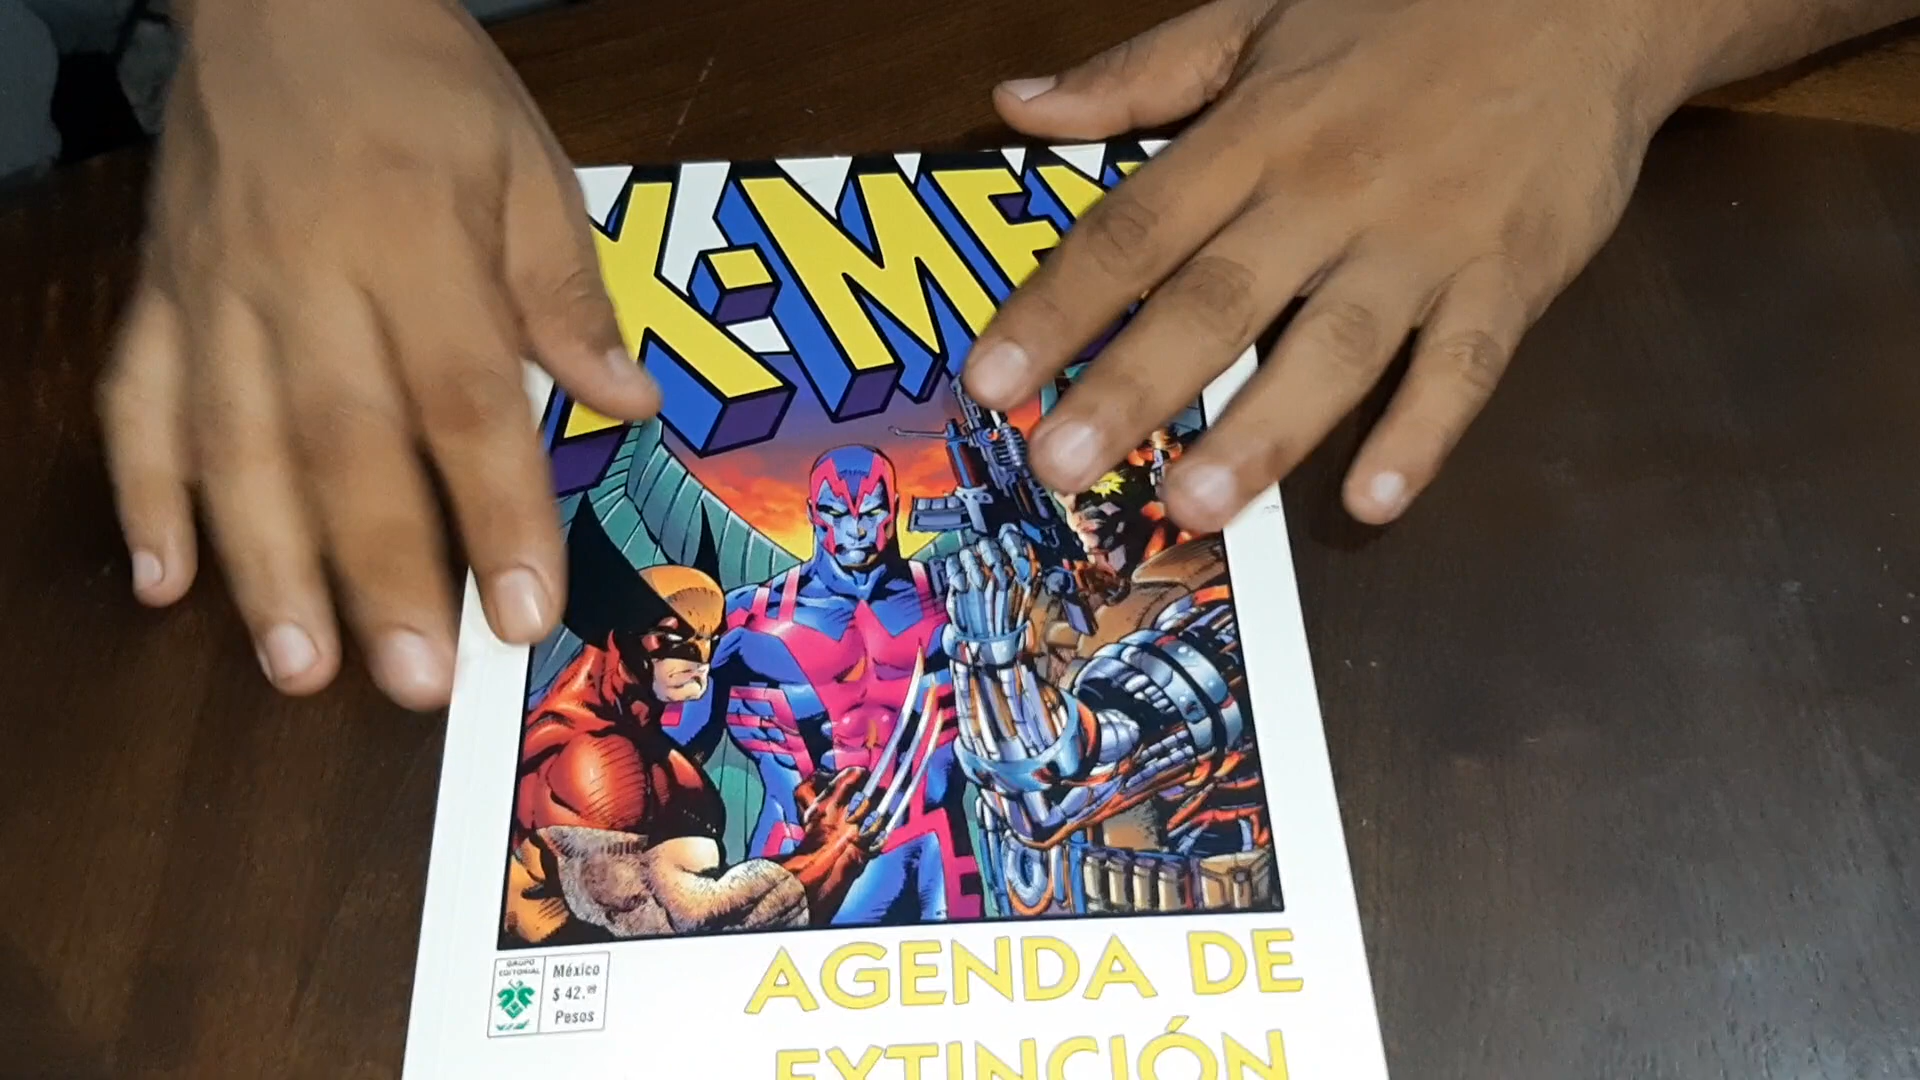 X-MEN
GRUPO
EDITORIAL
México
$ 42.00
Pesos
AGENDA DE
EXTINCIÓN